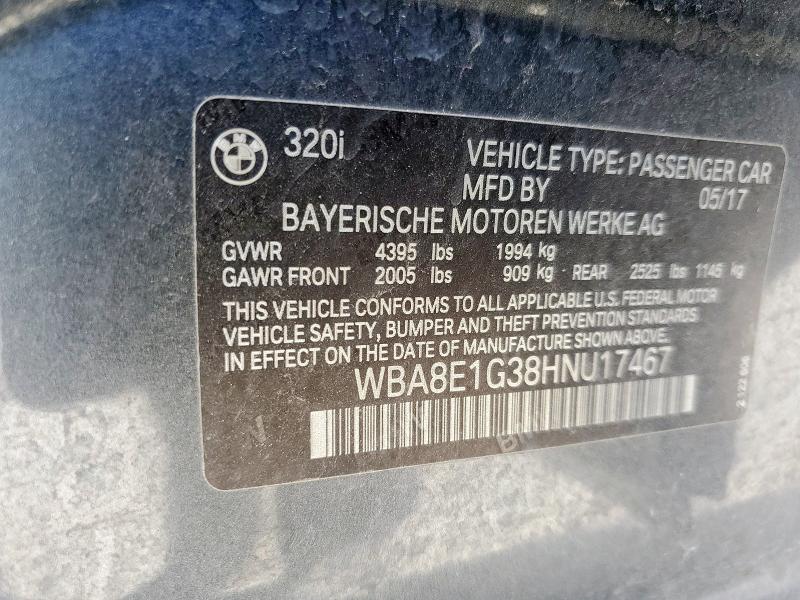 BMW
320i
VEHICLE TYPE: PASSENGER CAR
MFD BY 05/17
BAYERISCHE MOTOREN WERKE AG
GVWR 4395 lbs 1994 kg
GAWR FRONT 2005 lbs 909 kg - REAR 2525 lbs 1145 kg
THIS VEHICLE CONFORMS TO ALL APPLICABLE U.S. FEDERAL MOTOR
VEHICLE SAFETY, BUMPER AND THEFT PREVENTION STANDARDS
IN EFFECT ON THE DATE OF MANUFACTURE SHOWN ABOVE.
WBA8E1G38HNU17467